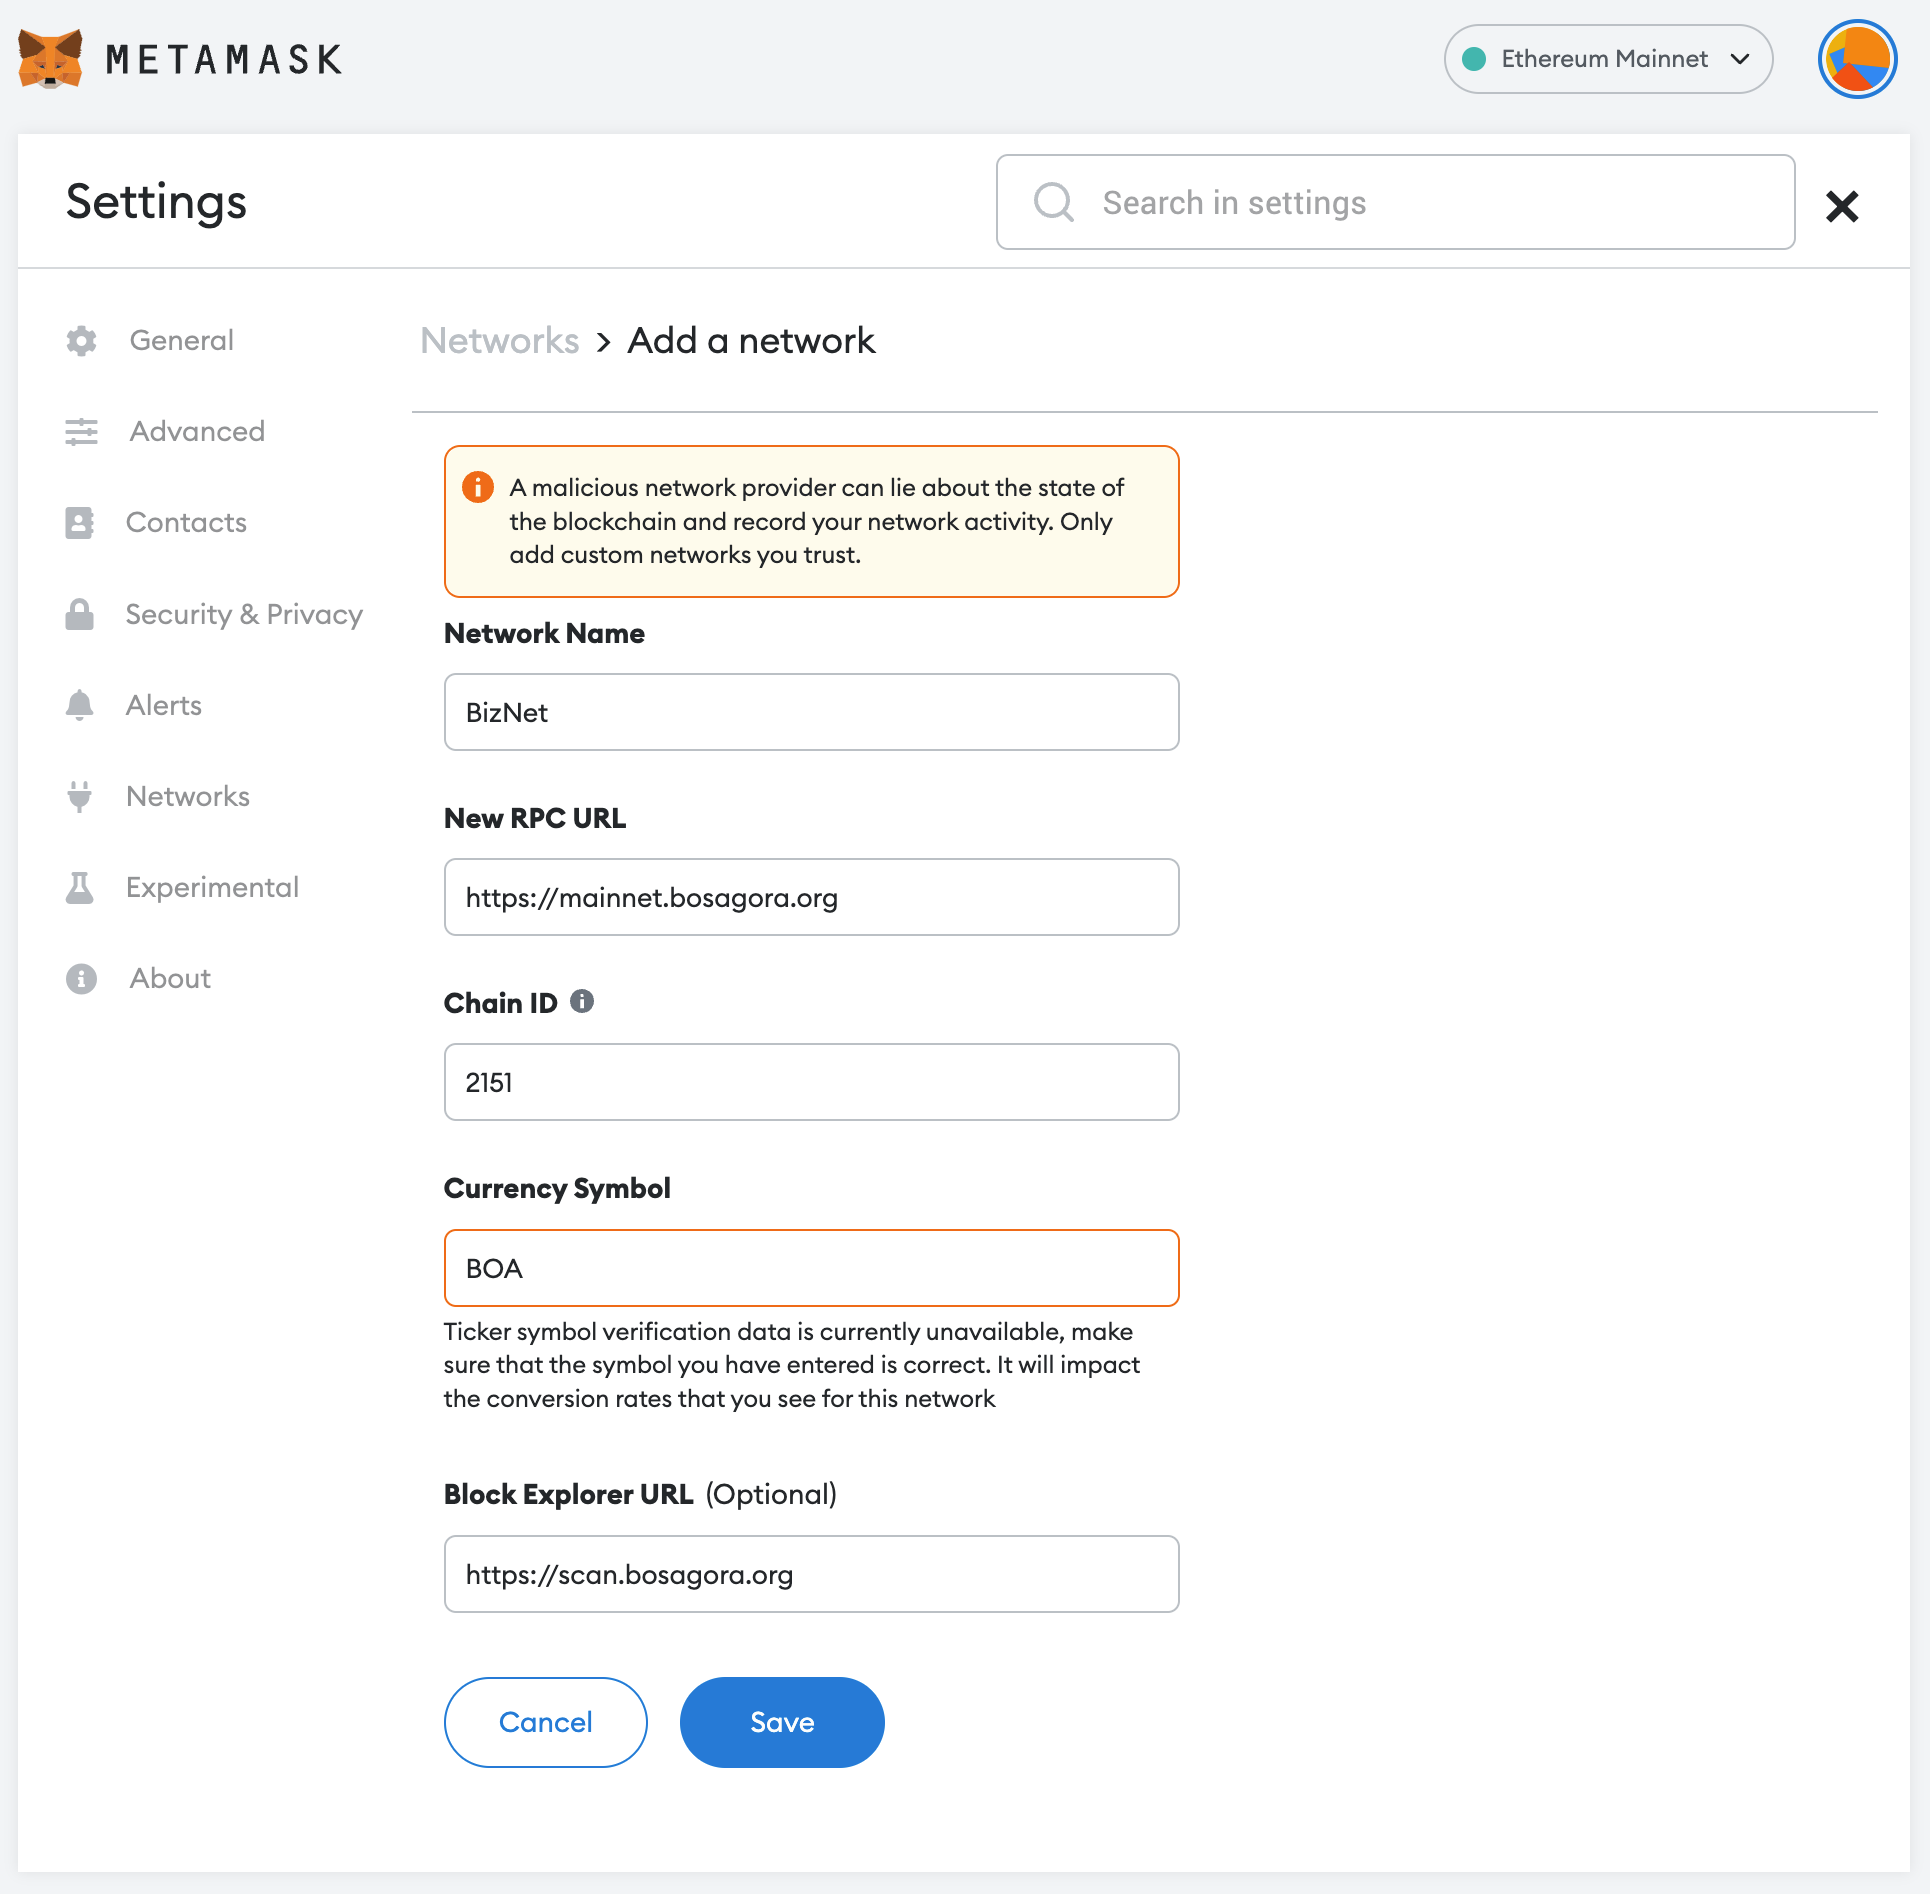 METAMASK
Ethereum Mainnet
Settings
Search in settings
General
Advanced
Contacts
Security & Privacy
Alerts
Networks
Experimental
About
Networks > Add a network
A malicious network provider can lie about the state of
the blockchain and record your network activity. Only
add custom networks you trust.
Network Name
BizNet
New RPC URL
https://mainnet.bosagora.org
Chain ID
2151
Currency Symbol
BOA
Ticker symbol verification data is currently unavailable, make
sure that the symbol you have entered is correct. It will impact
the conversion rates that you see for this network
Block Explorer URL (Optional)
https://scan.bosagora.org
Cancel
Save